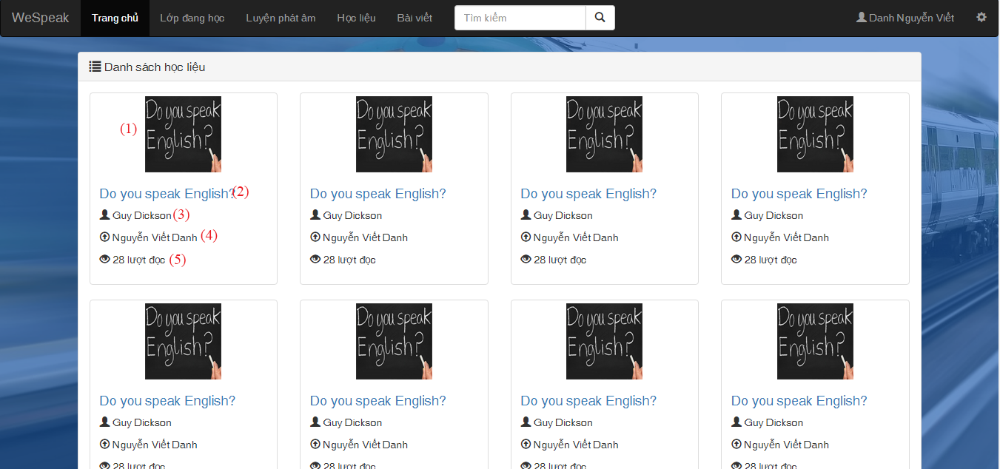 WeSpeak Trang chủ Lớp đang học Luyện phát âm Học liệu Bài viết Tìm kiếm Danh Nguyễn Viết
Danh sách học liệu
(1) Do you speak English?
Do you speak English?
Do you speak English?
Do you speak English?
Do you speak English?(2) Do you speak English? Do you speak English? Do you speak English?
Guy Dickson(3) Guy Dickson Guy Dickson Guy Dickson
Nguyễn Viết Danh (4) Nguyễn Viết Danh Nguyễn Viết Danh Nguyễn Viết Danh
28 lượt đọc (5) 28 lượt đọc 28 lượt đọc 28 lượt đọc
Do you speak English?
Do you speak English?
Do you speak English?
Do you speak English?
Do you speak English? Do you speak English? Do you speak English? Do you speak English?
Guy Dickson Guy Dickson Guy Dickson Guy Dickson
Nguyễn Viết Danh Nguyễn Viết Danh Nguyễn Viết Danh Nguyễn Viết Danh
28 lượt đọc 28 lượt đọc 28 lượt đọc 28 lượt đọc